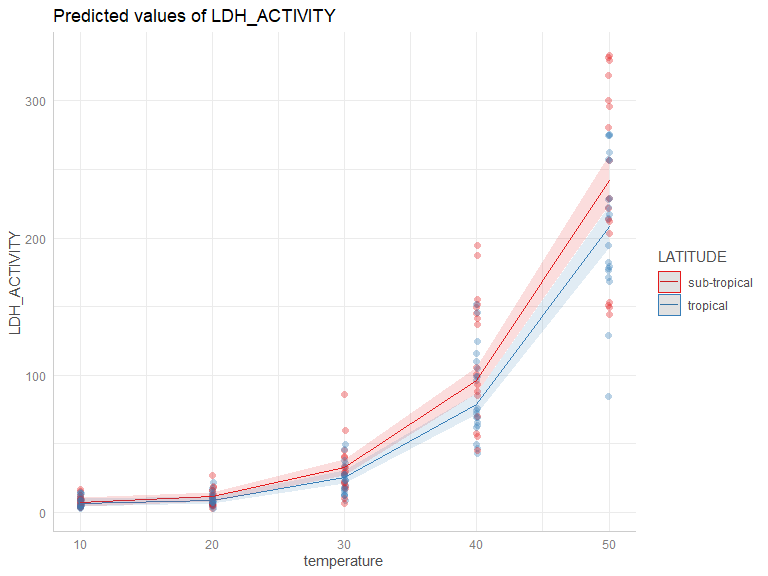 Predicted values of LDH_ACTIVITY
300
200
100
0
LDH_ACTIVITY
10
20
30
40
50
temperature
LATITUDE
sub-tropical
tropical